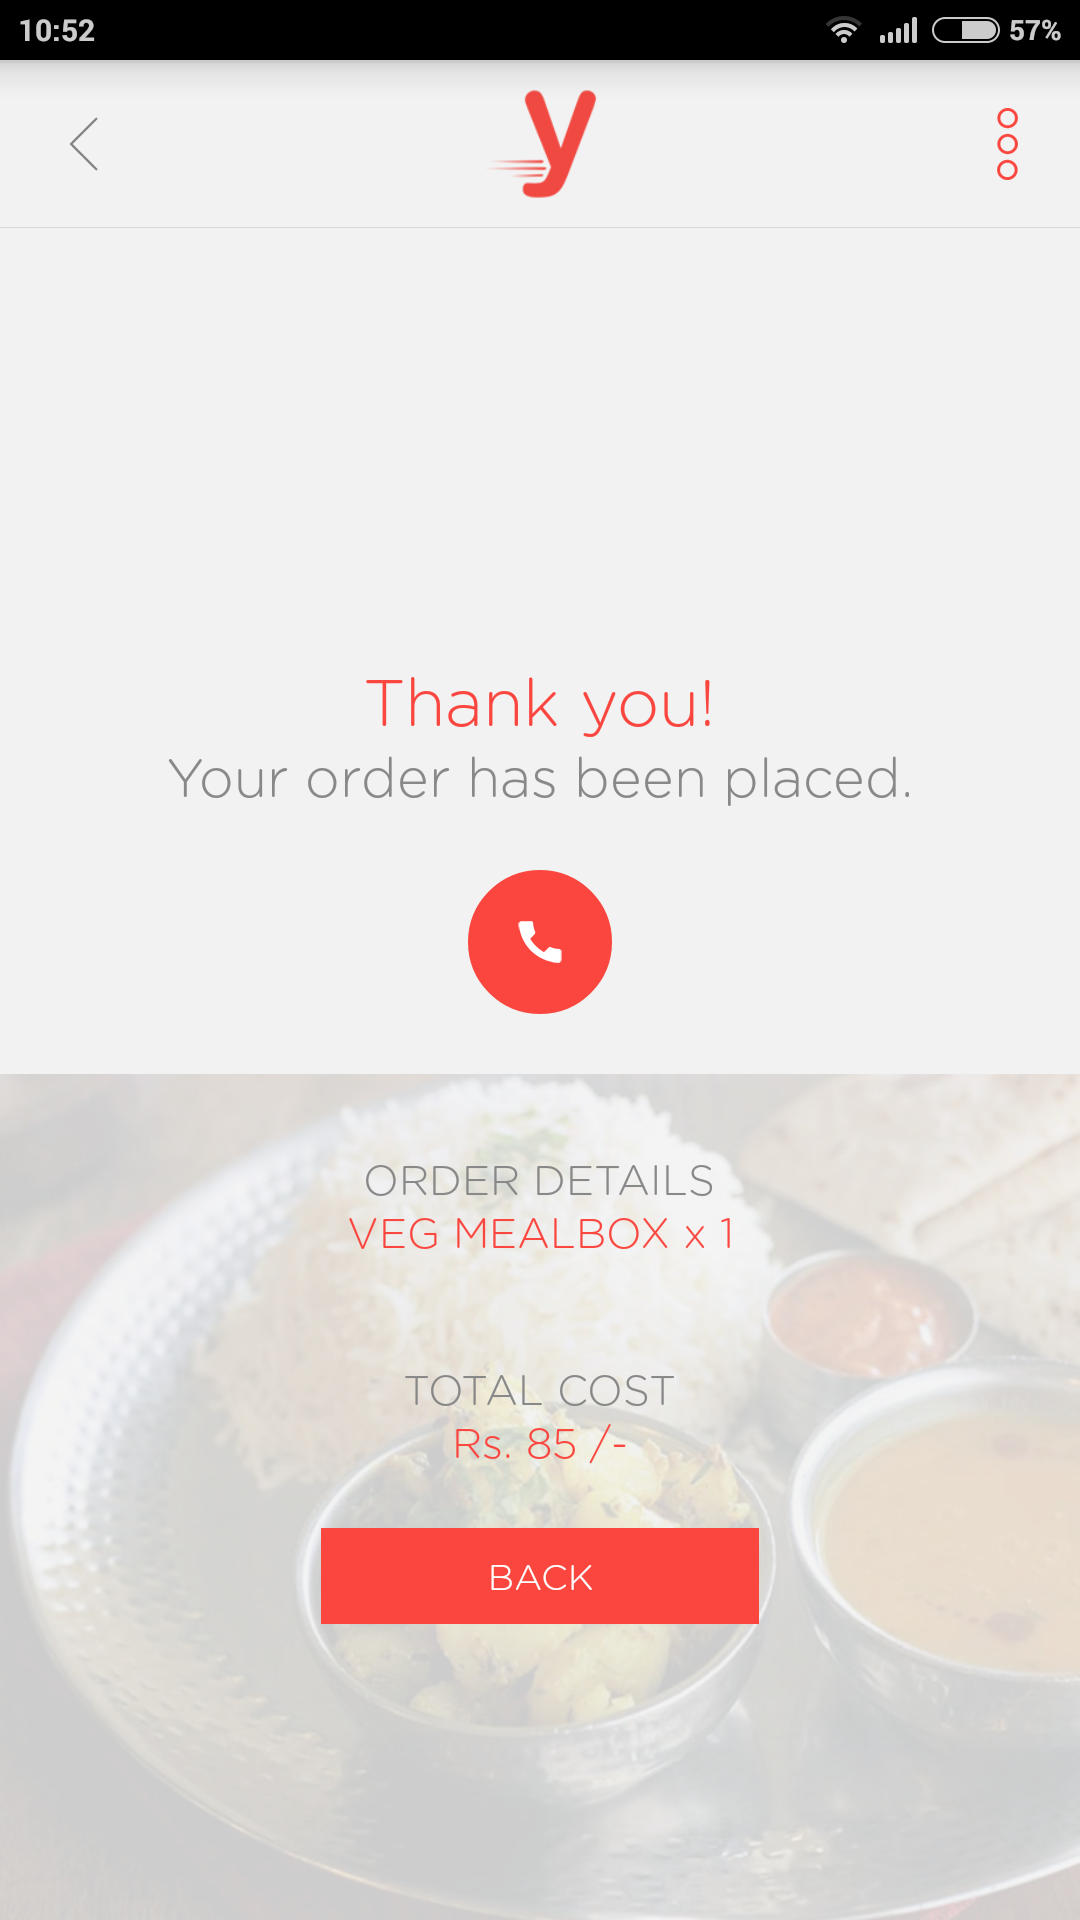 10:52
57%
y
Thank you!
Your order has been placed.
ORDER DETAILS
VEG MEALBOX x 1
TOTAL COST
Rs. 85 /-
BACK